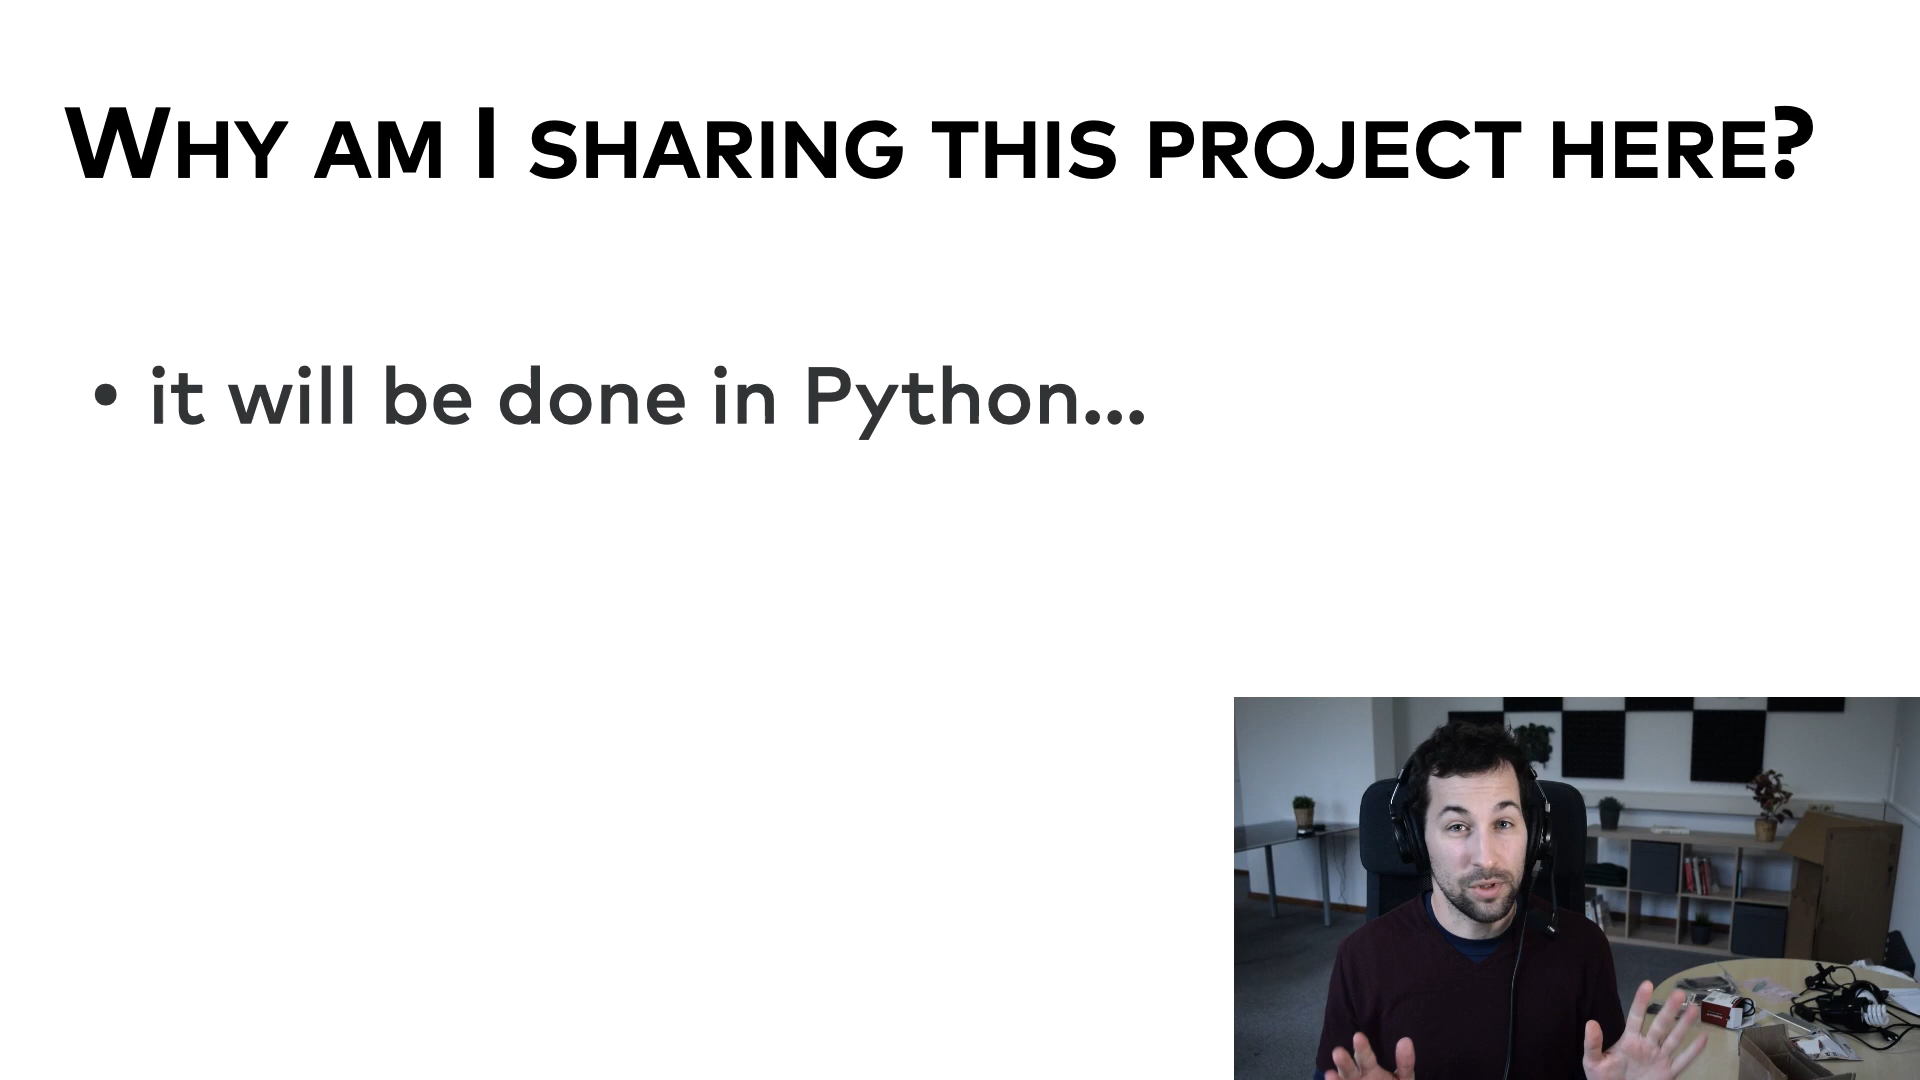 Why am I sharing this project here?
• it will be done in Python...